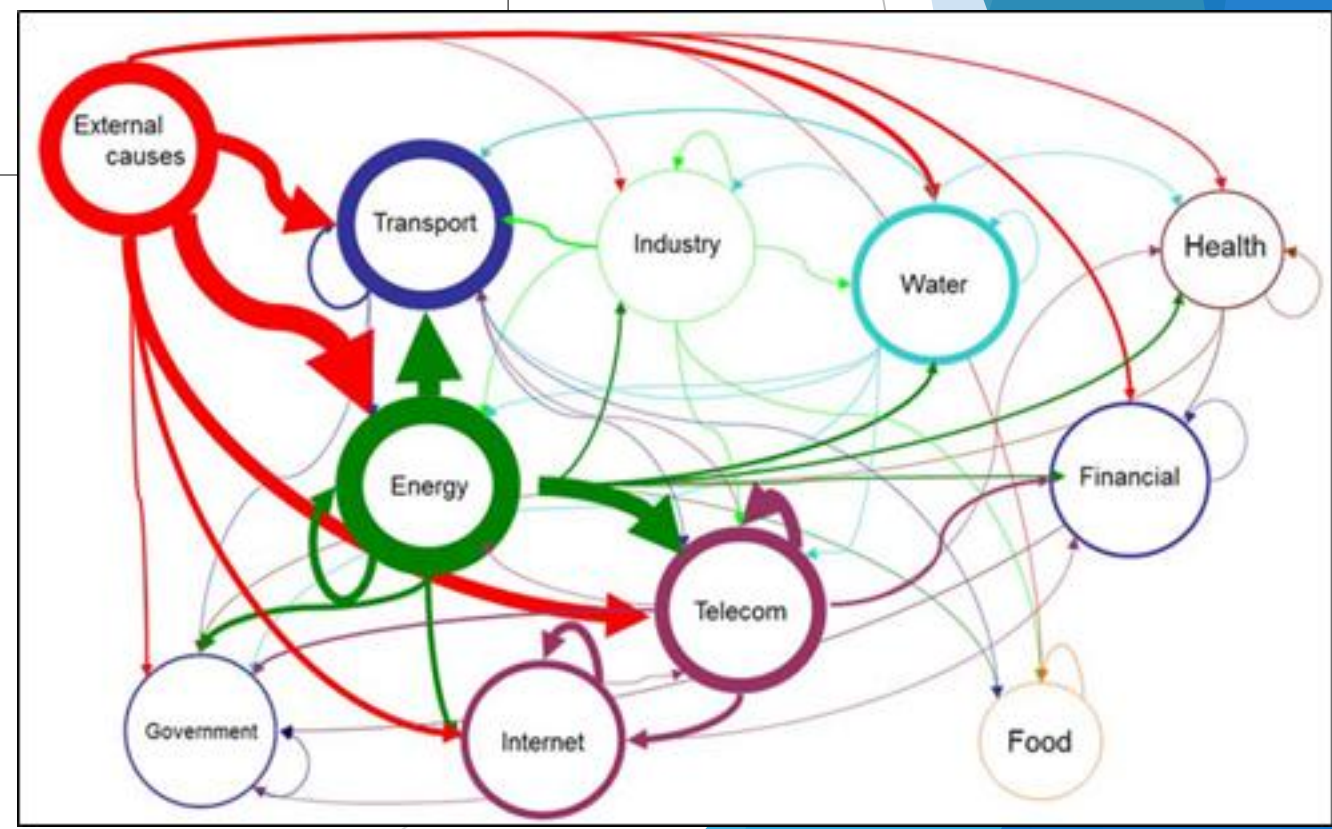 External
causes
Transport
Industry
Water
Health
Energy
Financial
Telecom
Government
Internet
Food